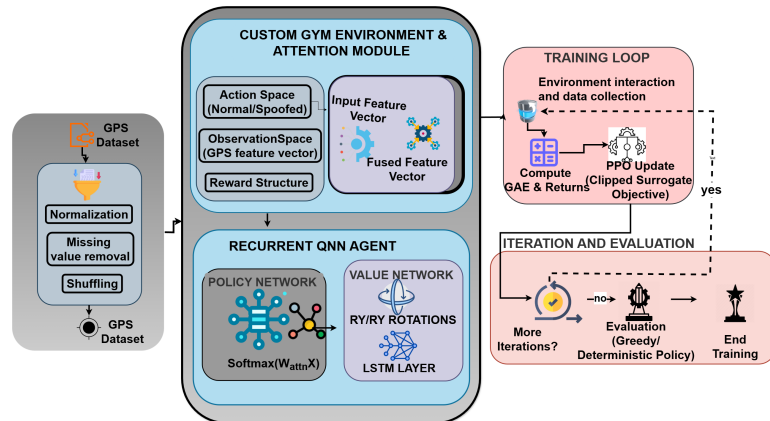 GPS
Dataset
Normalization
Missing
value removal
Shuffling
GPS
Dataset
CUSTOM GYM ENVIRONMENT &
ATTENTION MODULE
Action Space
(Normal/Spoofed)
ObservationSpace
(GPS feature vector)
Reward Structure
Input Feature
Vector
Fused Feature
Vector
RECURRENT QNN AGENT
POLICY NETWORK
Softmax(WattnX)
VALUE NETWORK
RY/RY ROTATIONS
LSTM LAYER
TRAINING LOOP
Environment interaction
and data collection
Compute
GAE & Returns
PPO Update
(Clipped Surrogate
Objective)
yes
ITERATION AND EVALUATION
More
Iterations?
no
Evaluation
(Greedy/
Deterministic Policy)
End
Training